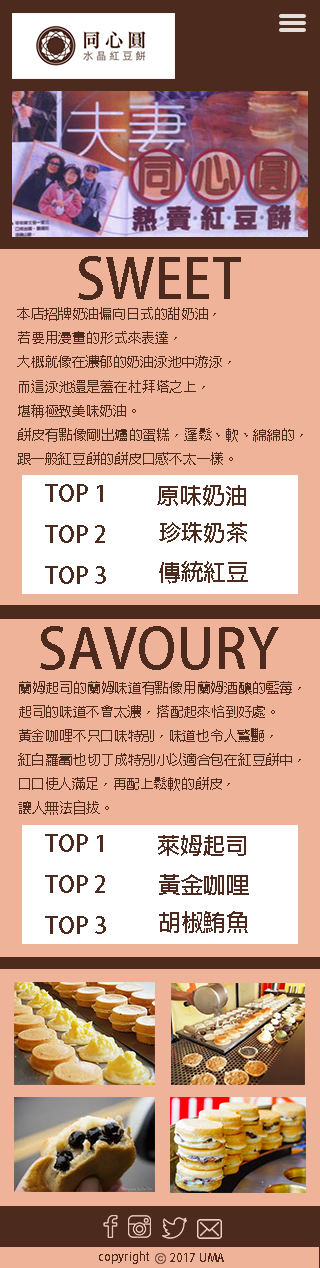 同心圓
水晶紅豆餅
夫妻
同心圓
熱賣紅豆餅
SWEET
本店招牌奶油偏向日式的甜奶油，
若要用漫畫的形式來表達，
大概就像在濃郁的奶油泳池中游泳，
而這泳池還是蓋在杜拜塔之上，
堪稱極致美味奶油。
餅皮有點像剛出爐的蛋糕，蓬鬆、軟、綿綿的，
跟一般紅豆餅的餅皮口感不太一樣。
TOP 1 原味奶油
TOP 2 珍珠奶茶
TOP 3 傳統紅豆
SAVOURY
蘭姆起司的蘭姆味道有點像用蘭姆酒釀的藍莓，
起司的味道不會太濃，搭配起來恰到好處。
黃金咖哩不只口味特別，味道也令人驚艷，
紅白蘿蔔也切丁成特別小以適合包在紅豆餅中，
口口使人滿足，再配上鬆軟的餅皮，
讓人無法自拔。
TOP 1 萊姆起司
TOP 2 黃金咖哩
TOP 3 胡椒鮪魚
copyright © 2017 UMA